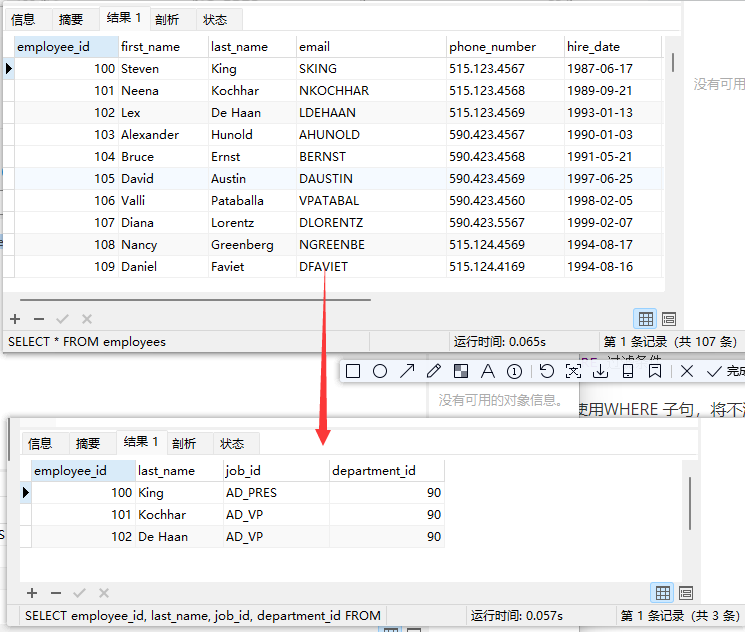 信息 摘要 结果 1 剖析 状态
employee_id first_name last_name email phone_number hire_date
100 Steven King SKING 515.123.4567 1987-06-17
101 Neena Kochhar NKOCHHAR 515.123.4568 1989-09-21
102 Lex De Haan LDEHAAN 515.123.4569 1993-01-13
103 Alexander Hunold AHUNOLD 590.423.4567 1990-01-03
104 Bruce Ernst BERNST 590.423.4568 1991-05-21
105 David Austin DAUSTIN 590.423.4569 1997-06-25
106 Valli Pataballa VPATABAL 590.423.4560 1998-02-05
107 Diana Lorentz DLORENTZ 590.423.5567 1999-02-07
108 Nancy Greenberg NGREENBE 515.124.4569 1994-08-17
109 Daniel Faviet DFAVIET 515.124.4169 1994-08-16
没有可用
SELECT * FROM employees 运行时间: 0.065s 第 1 条记录（共 107 条）
完成
没有可用的对象信息。
使用WHERE 子句，将不
信息 摘要 结果 1 剖析 状态
employee_id last_name job_id department_id
100 King AD_PRES 90
101 Kochhar AD_VP 90
102 De Haan AD_VP 90
SELECT employee_id, last_name, job_id, department_id FROM 运行时间: 0.057s 第 1 条记录（共 3 条）